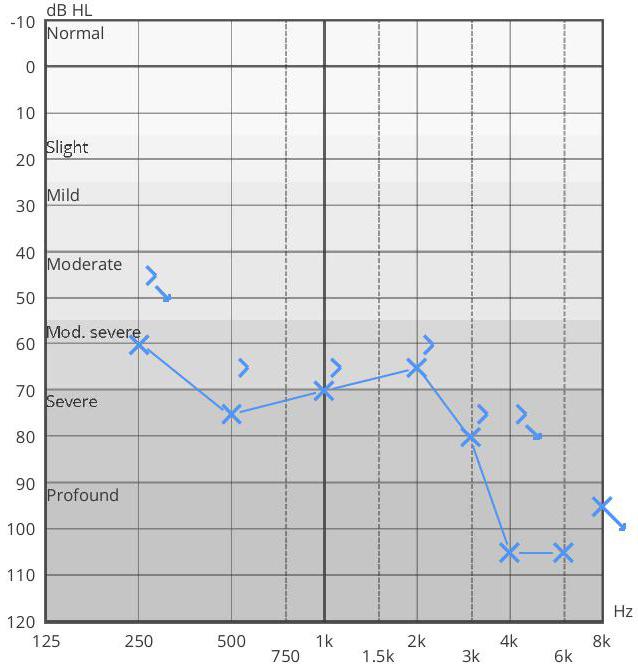 dB HL
-10
Normal
0
10
Slight
20
Mild
30
40
Moderate
50
Mod. severe
60
70
Severe
80
90
Profound
100
110
120
Hz
125 250 500 1k 2k 4k 8k
750 1.5k 3k 6k